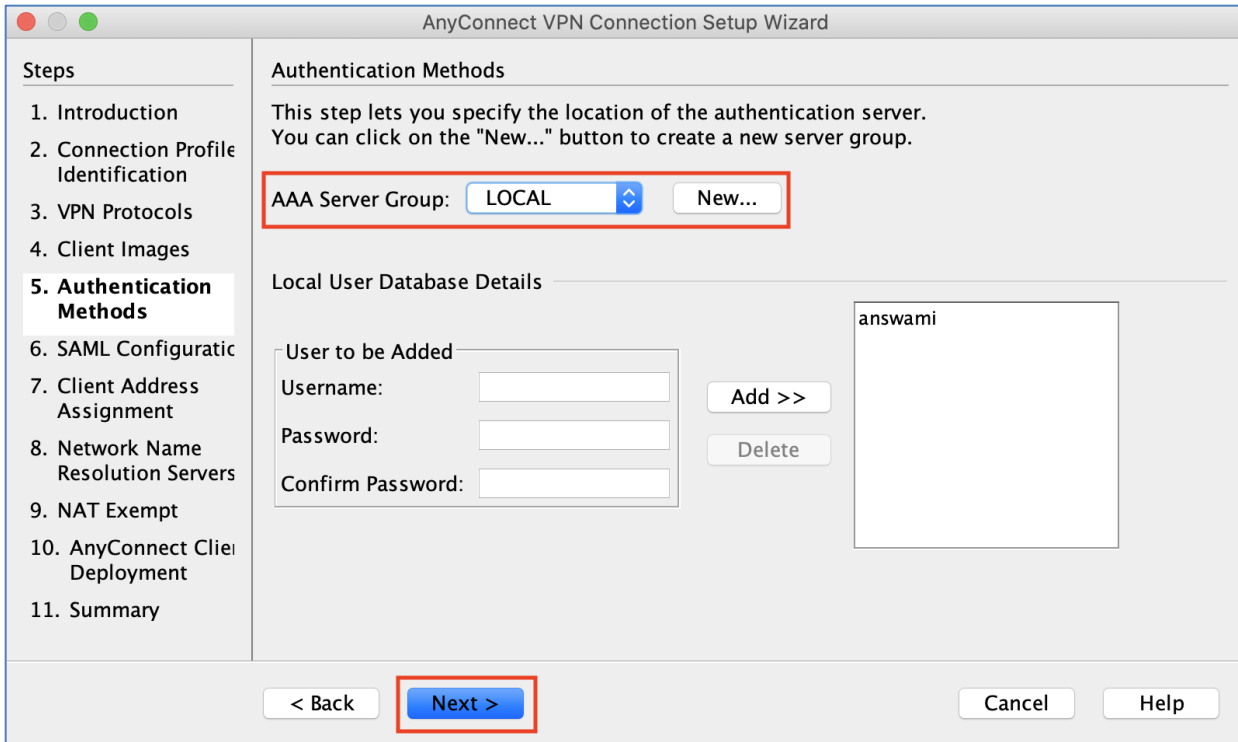 AnyConnect VPN Connection Setup Wizard
Steps
1. Introduction
2. Connection Profile
Identification
3. VPN Protocols
4. Client Images
5. Authentication
Methods
6. SAML Configuratic
7. Client Address
Assignment
8. Network Name
Resolution Servers
9. NAT Exempt
10. AnyConnect Clier
Deployment
11. Summary
Authentication Methods
This step lets you specify the location of the authentication server.
You can click on the "New..." button to create a new server group.
AAA Server Group: LOCAL New...
Local User Database Details
User to be Added
Username:
Password:
Confirm Password:
Add >>
Delete
answami
< Back Next > Cancel Help